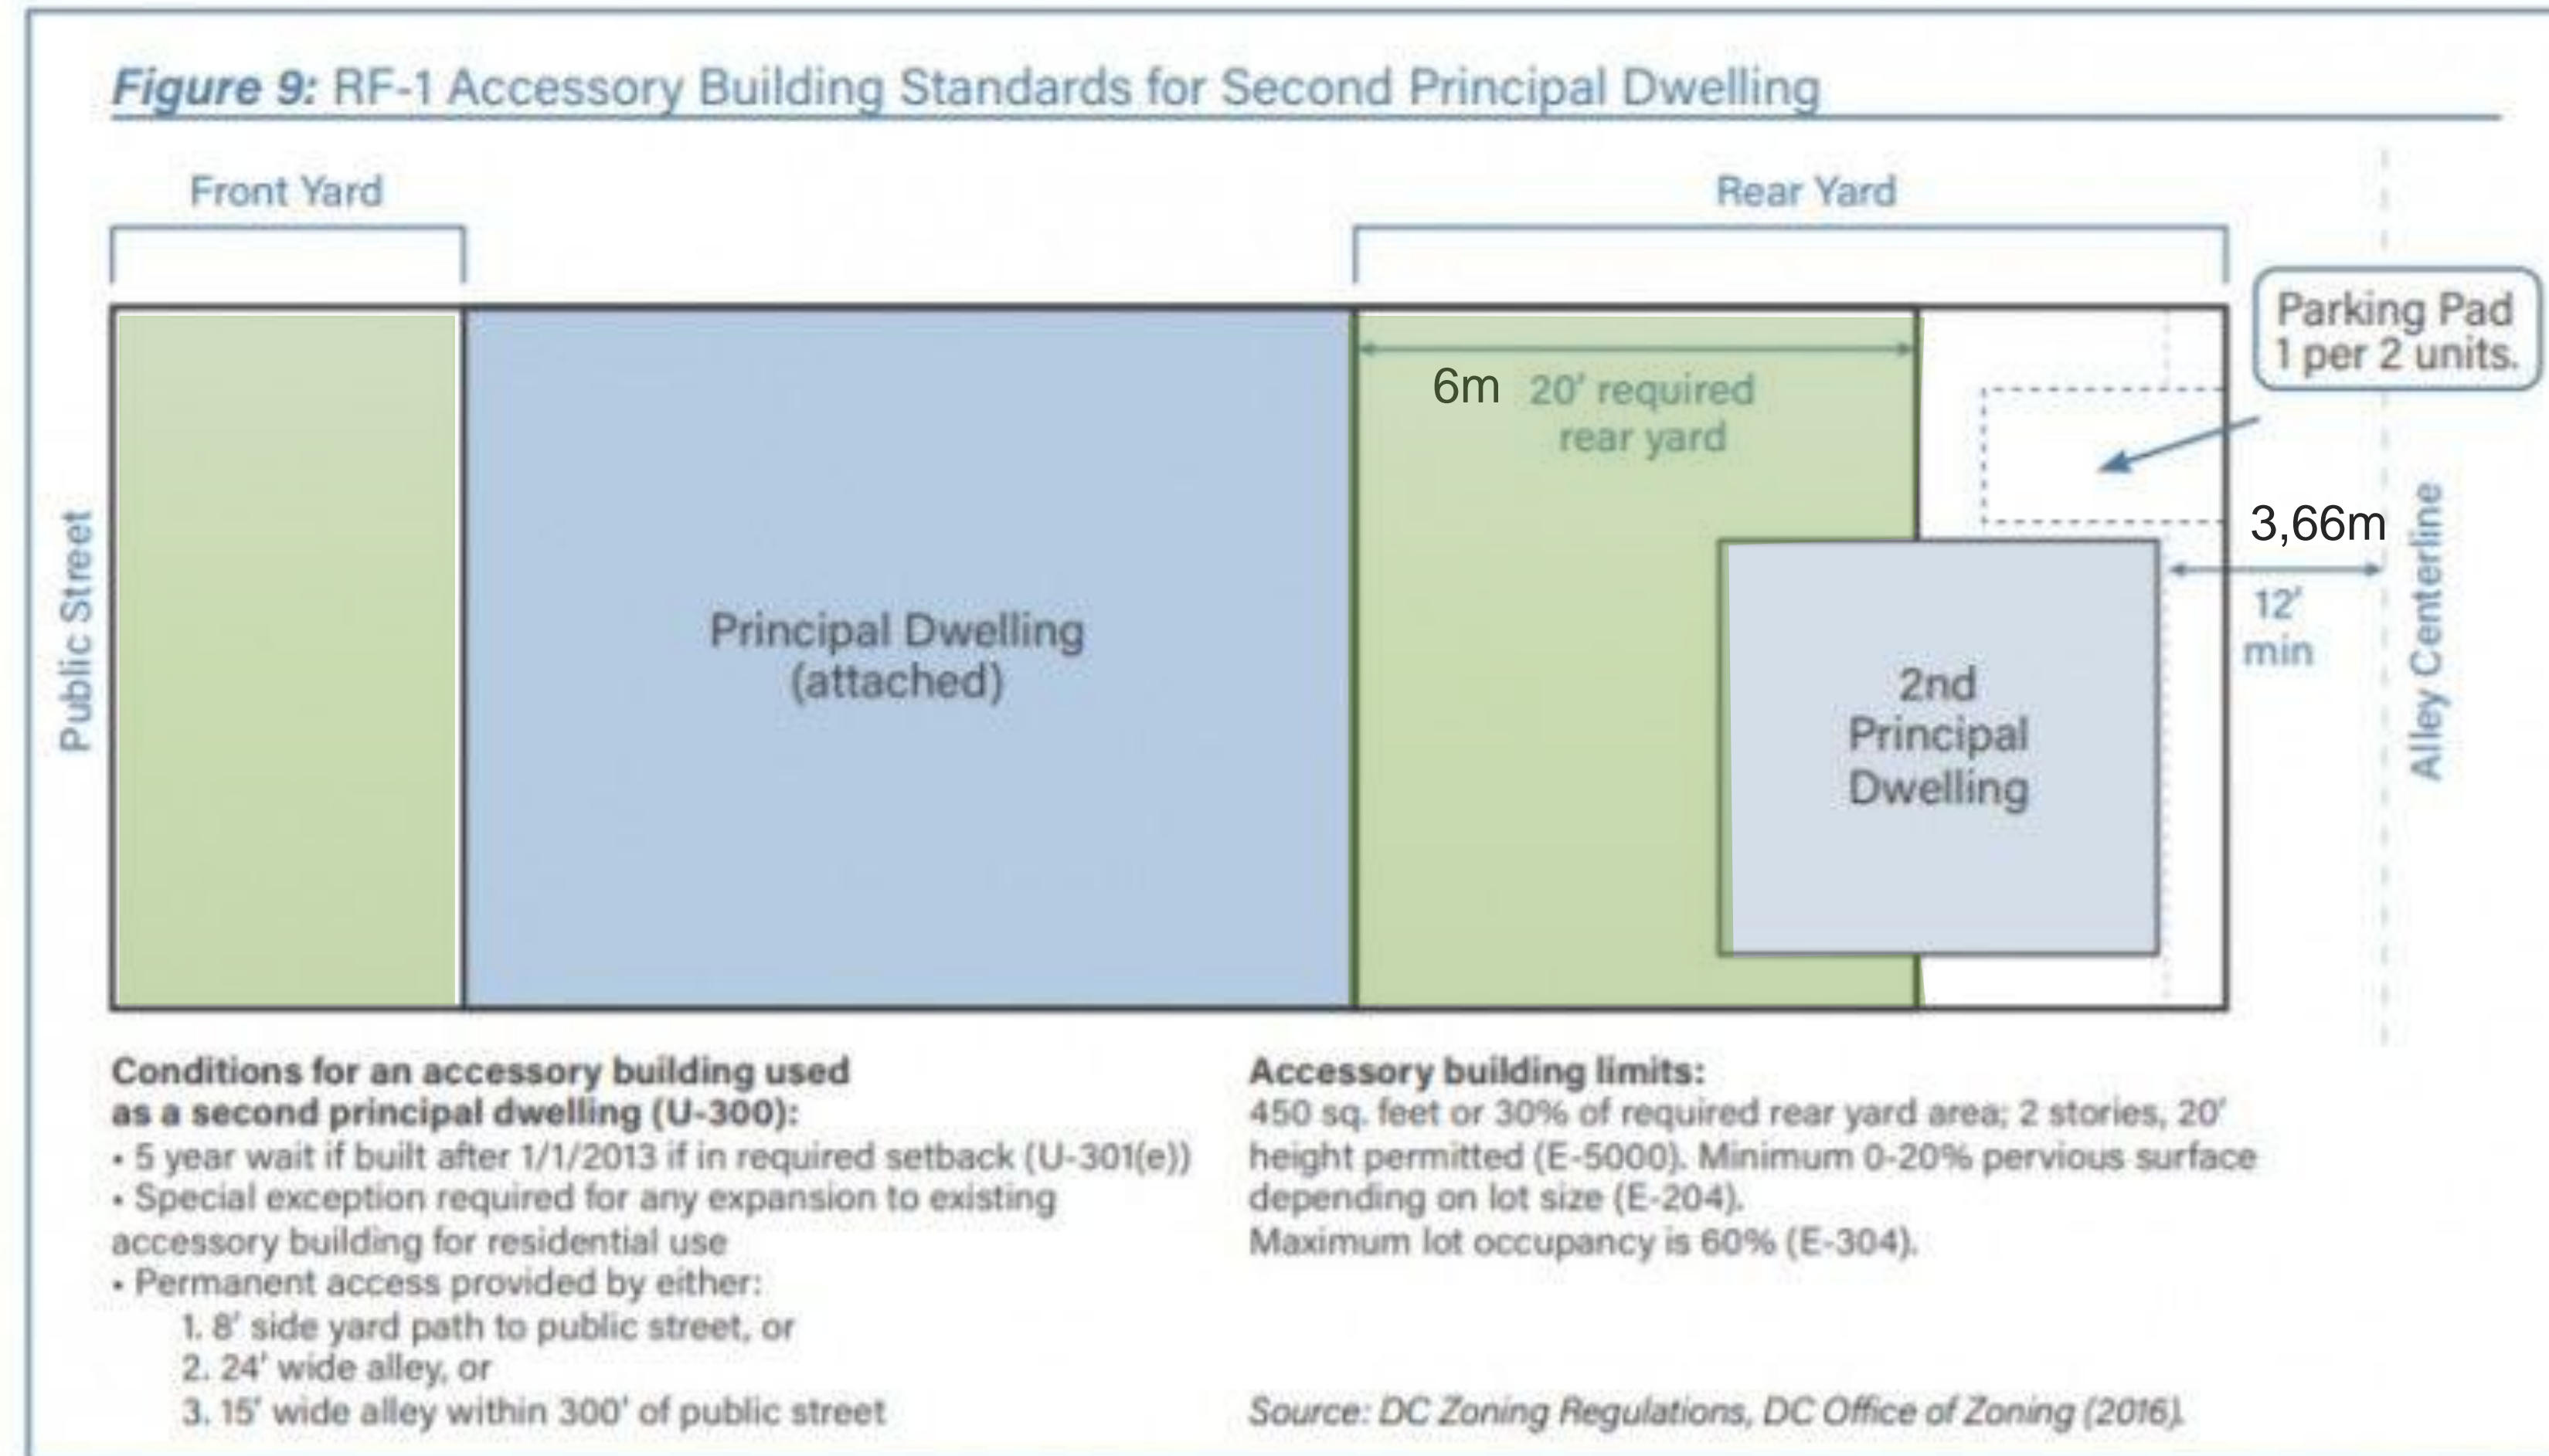 Figure 9: RF-1 Accessory Building Standards for Second Principal Dwelling
Front Yard
Rear Yard
Parking Pad
1 per 2 units.
6m 20' required
rear yard
3,66m
12'
min
Public Street
Principal Dwelling
(attached)
2nd
Principal
Dwelling
Alley Centerline
Conditions for an accessory building used
as a second principal dwelling (U-300):
• 5 year wait if built after 1/1/2013 if in required setback (U-301(e))
• Special exception required for any expansion to existing
accessory building for residential use
• Permanent access provided by either:
1. 8' side yard path to public street, or
2. 24' wide alley, or
3. 15' wide alley within 300' of public street
Accessory building limits:
450 sq. feet or 30% of required rear yard area; 2 stories, 20'
height permitted (E-5000). Minimum 0-20% pervious surface
depending on lot size (E-204).
Maximum lot occupancy is 60% (E-304).
Source: DC Zoning Regulations, DC Office of Zoning (2016).